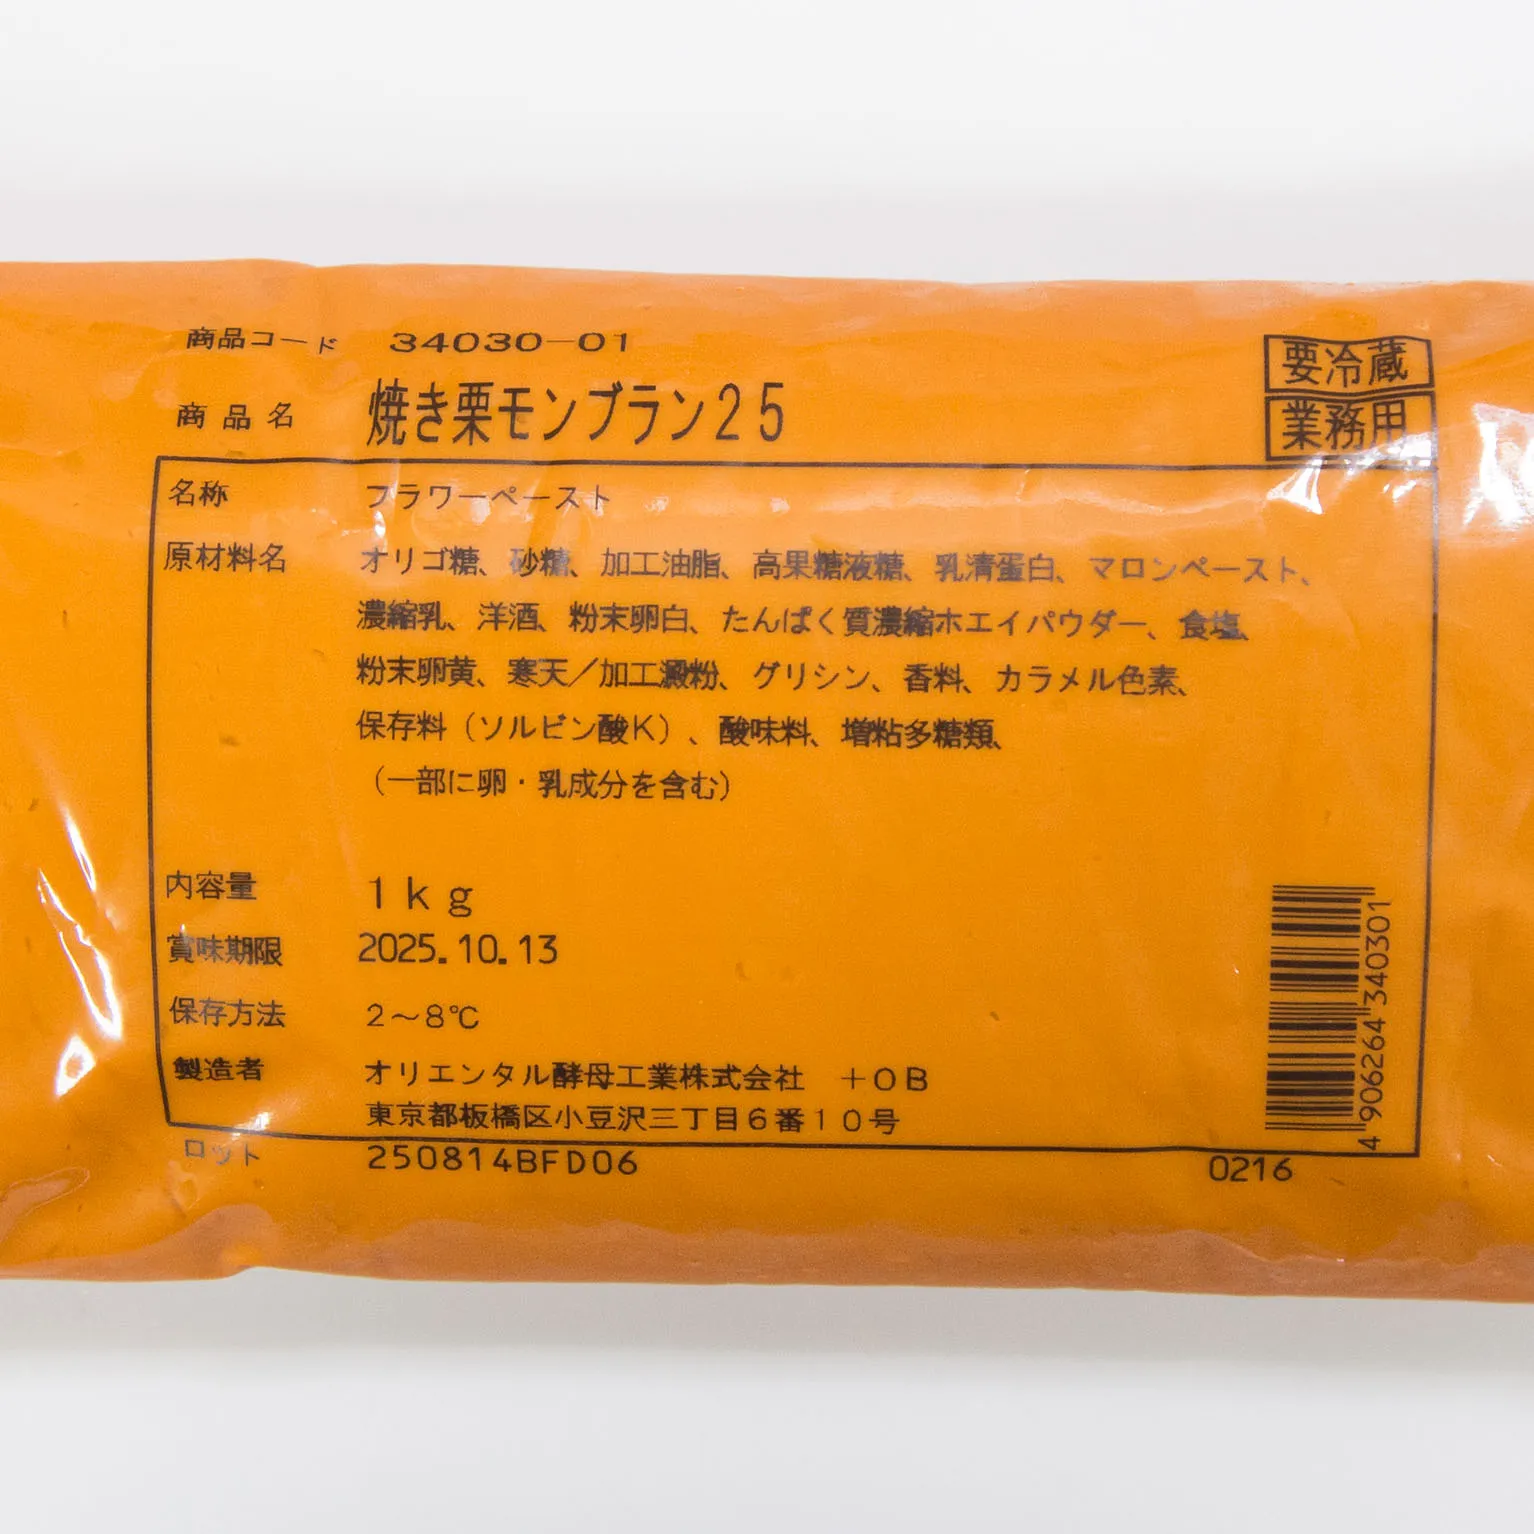 商品コード 34030-01
要冷蔵
商品名 焼き栗モンブラン25
業務用
名称 フラワーペースト
原材料名 オリゴ糖、砂糖、加工油脂、高果糖液糖、乳清蛋白、マロンペースト、
濃縮乳、洋酒、粉末卵白、たんぱく質濃縮ホエイパウダー、食塩、
粉末卵黄、寒天／加工澱粉、グリシン、香料、カラメル色素、
保存料（ソルビン酸K）、酸味料、増粘多糖類、
（一部に卵・乳成分を含む）
内容量 1kg
賞味期限 2025.10.13
保存方法 2～8℃
製造者 オリエンタル酵母工業株式会社 +OB
東京都板橋区小豆沢三丁目6番10号
4906264340301
ロット 250814BFD06 0216